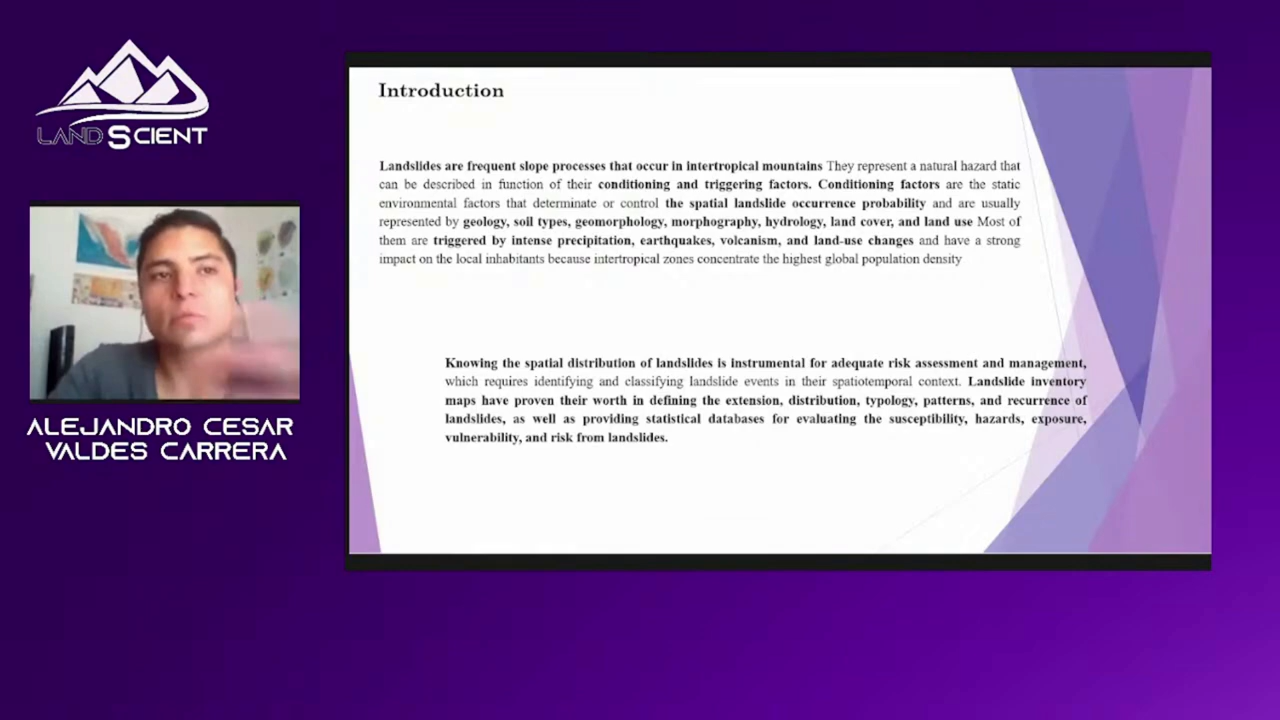 LANDSCIENT
ALEJANDRO CESAR
VALDES CARRERA
Introduction
Landslides are frequent slope processes that occur in intertropical mountains They represent a natural hazard that
can be described in function of their conditioning and triggering factors. Conditioning factors are the static
environmental factors that determinate or control the spatial landslide occurrence probability and are usually
represented by geology, soil types, geomorphology, morphography, hydrology, land cover, and land use Most of
them are triggered by intense precipitation, earthquakes, volcanism, and land-use changes and have a strong
impact on the local inhabitants because intertropical zones concentrate the highest global population density
Knowing the spatial distribution of landslides is instrumental for adequate risk assessment and management,
which requires identifying and classifying landslide events in their spatiotemporal context. Landslide inventory
maps have proven their worth in defining the extension, distribution, typology, patterns, and recurrence of
landslides, as well as providing statistical databases for evaluating the susceptibility, hazards, exposure,
vulnerability, and risk from landslides.